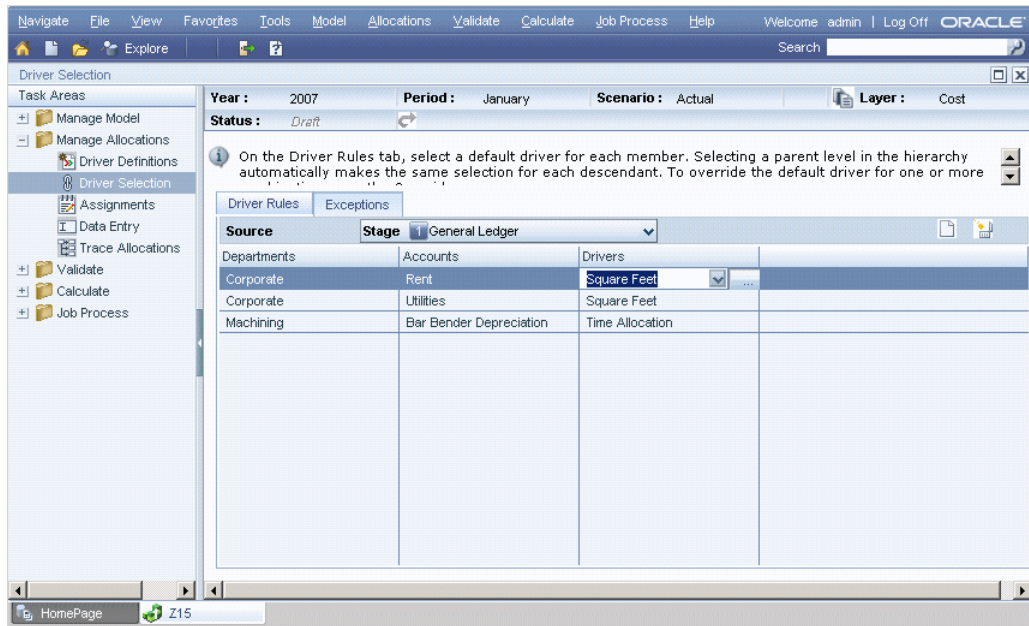 Navigate File View Favorites Tools Model Allocations Validate Calculate Job Process Help Welcome admin | Log Off ORACLE
Explore Search
Driver Selection
Task Areas
Manage Model
Manage Allocations
Driver Definitions
Driver Selection
Assignments
Data Entry
Trace Allocations
Validate
Calculate
Job Process
Year : 2007 Period : January Scenario : Actual Layer : Cost
Status : Draft
On the Driver Rules tab, select a default driver for each member. Selecting a parent level in the hierarchy
automatically makes the same selection for each descendant. To override the default driver for one or more
Driver Rules Exceptions
Source Stage 1 General Ledger
Departments Accounts Drivers
Corporate Rent Square Feet ...
Corporate Utilities Square Feet
Machining Bar Bender Depreciation Time Allocation
HomePage Z15